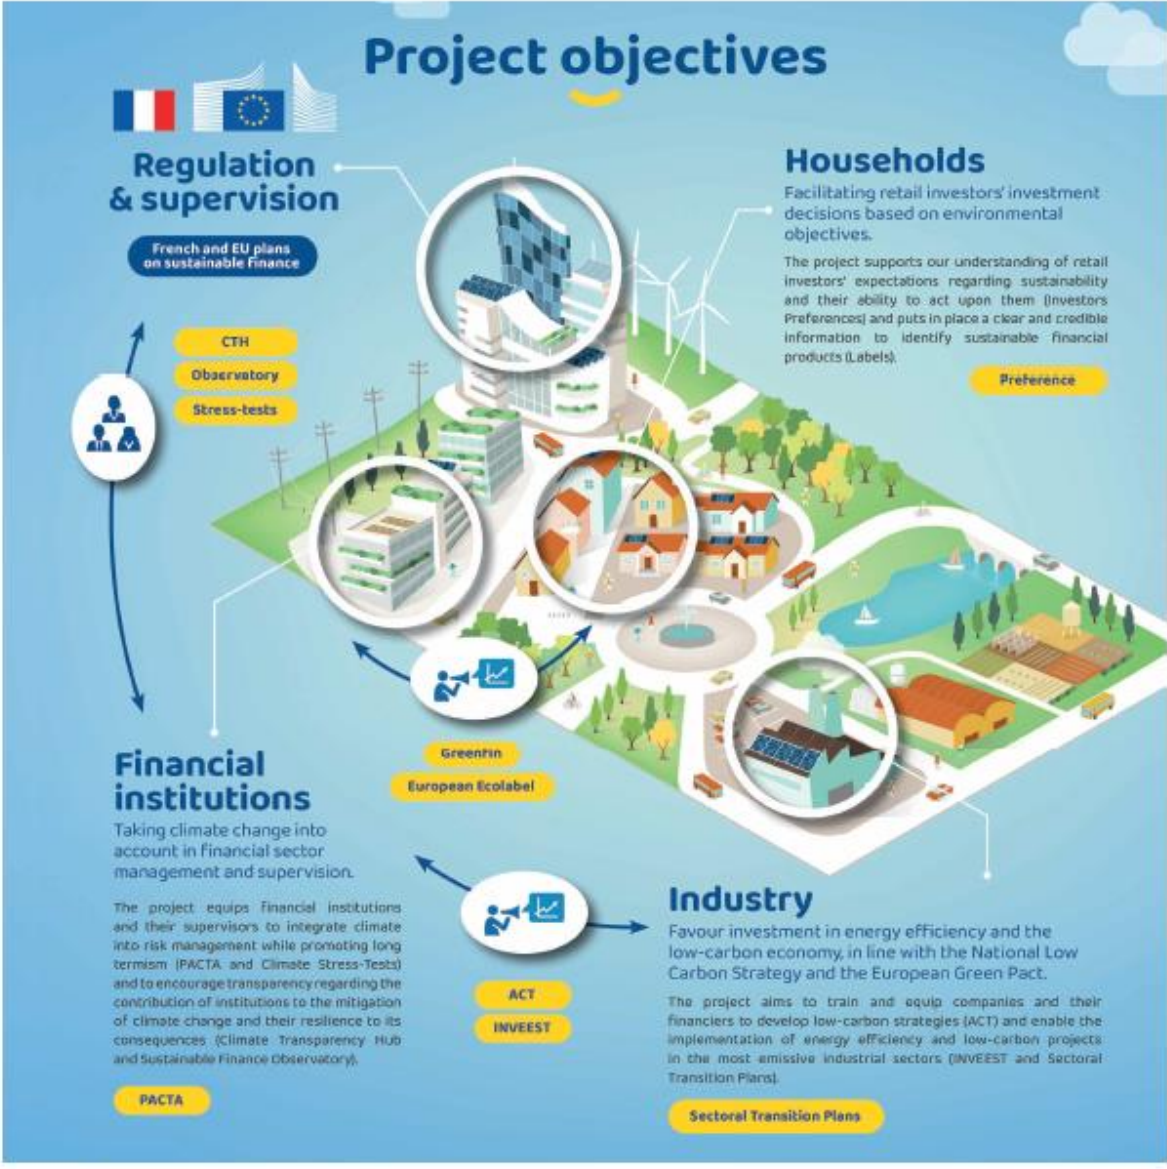 Project objectives
Regulation
& supervision
French and EU plans
on sustainable finance
CTH
Observatory
Stress-tests
Households
Facilitating retail investors' investment
decisions based on environmental
objectives.
The project supports our understanding of retail
investors' expectations regarding sustainability
and their ability to act upon them (Investors
Preferences) and puts in place a clear and credible
information to identify sustainable financial
products (Labels).
Preference
Greenfin
European Ecolabel
Financial
institutions
Taking climate change into
account in financial sector
management and supervision.
The project equips financial institutions
and their supervisors to integrate climate
into risk management while promoting long
termism (PACTA and Climate Stress-Tests)
and to encourage transparency regarding the
contribution of institutions to the mitigation
of climate change and their resilience to its
consequences (Climate Transparency Hub
and Sustainable Finance Observatory).
PACTA
ACT
INVEEST
Industry
Favour investment in energy efficiency and the
low-carbon economy, in line with the National Low
Carbon Strategy and the European Green Pact.
The project aims to train and equip companies and their
financiers to develop low-carbon strategies (ACT) and enable the
implementation of energy efficiency and low-carbon projects
in the most emissive industrial sectors (INVEEST and Sectoral
Transition Plans).
Sectoral Transition Plans